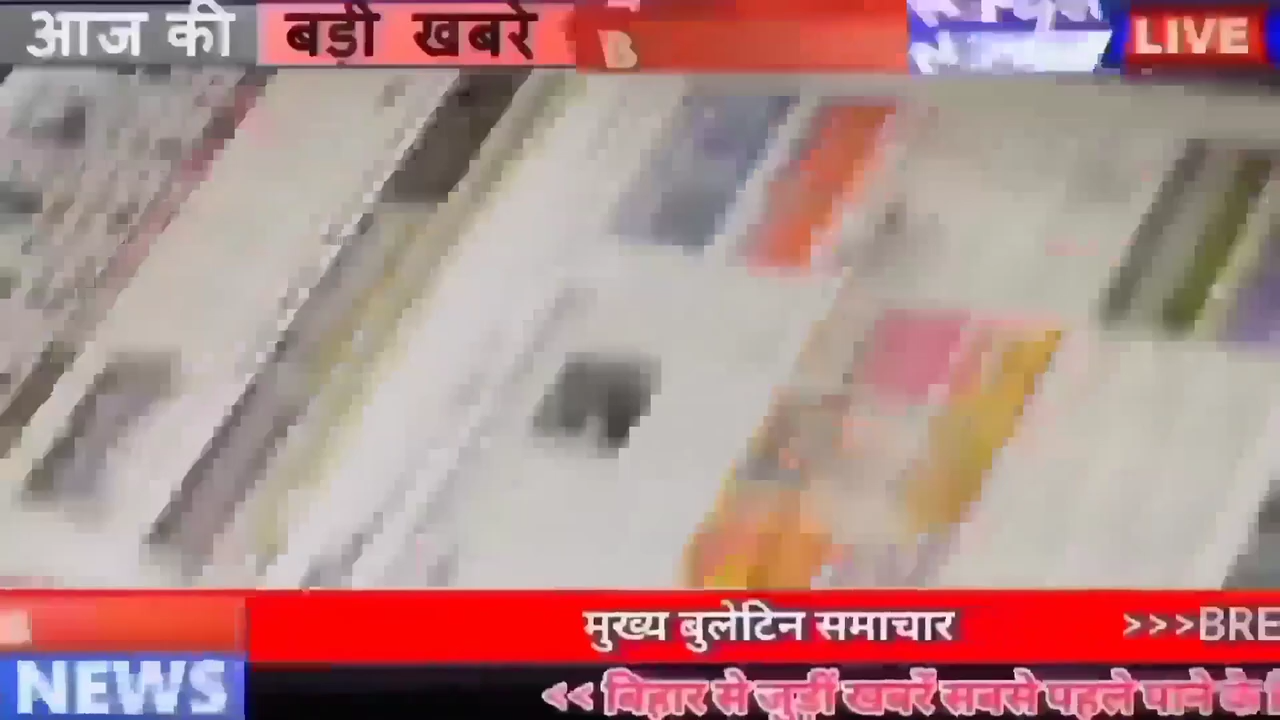 आज की बड़ी खबरे
B
LIVE
मुख्य बुलेटिन समाचार >>>BRE
NEWS
<< विहार से जुड़ीं खबरें सबसे पहले पाने के